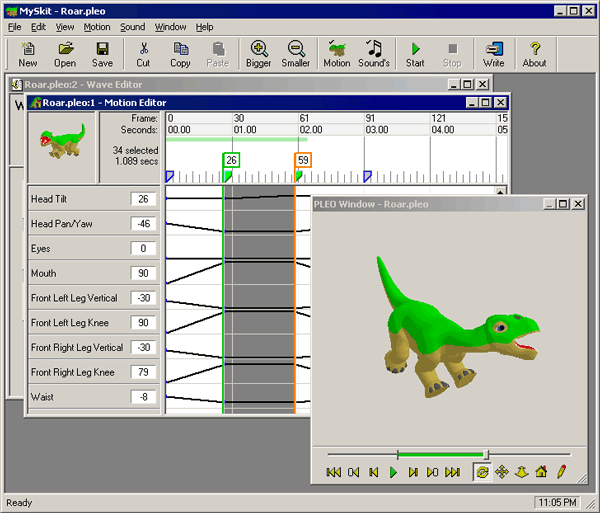 MySkit - Roar.pleo
File Edit View Motion Sound Window Help
New Open Save Cut Copy Paste Bigger Smaller Motion Sound's Start Stop Write About
Roar.pleo:2 - Wave Editor
W
Roar.pleo:1 - Motion Editor
Frame: 0 30 61 91 121 15
Seconds: 00.00 01.00 02.00 03.00 04.00 05
34 selected
1.089 secs
26 59
Head Tilt 26
Head Pan/Yaw -46
Eyes 0
Mouth 90
Front Left Leg Vertical -30
Front Left Leg Knee 90
Front Right Leg Vertical -30
Front Right Leg Knee 79
Waist -8
PLEO Window - Roar.pleo
Ready 11:05 PM